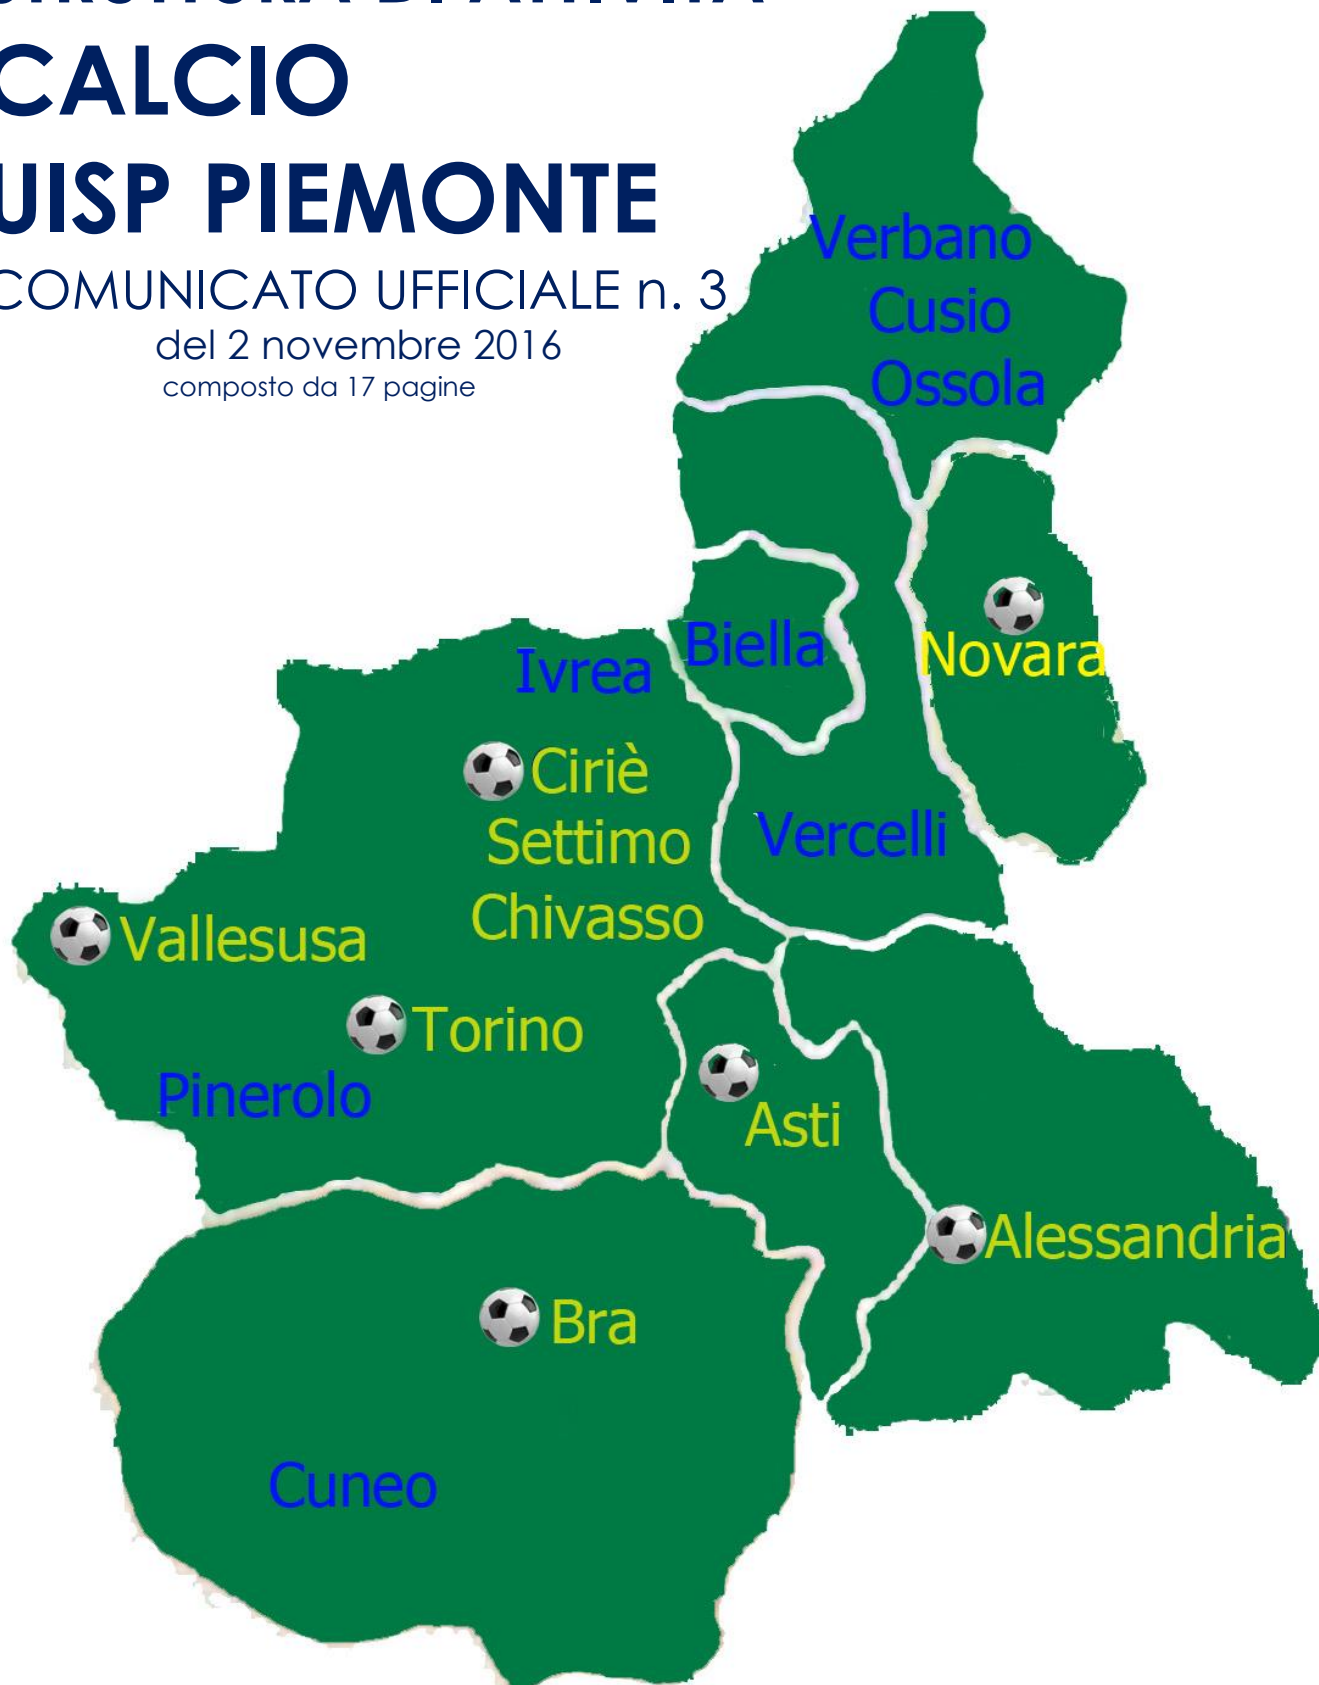 CALCIO
UISP PIEMONTE
COMUNICATO UFFICIALE n. 3
del 2 novembre 2016
composto da 17 pagine
Verbano
Cusio
Ossola
Biella
Novara
Ivrea
Ciriè
Settimo
Chivasso
Vercelli
Vallesusa
Torino
Pinerolo
Asti
Alessandria
Bra
Cuneo